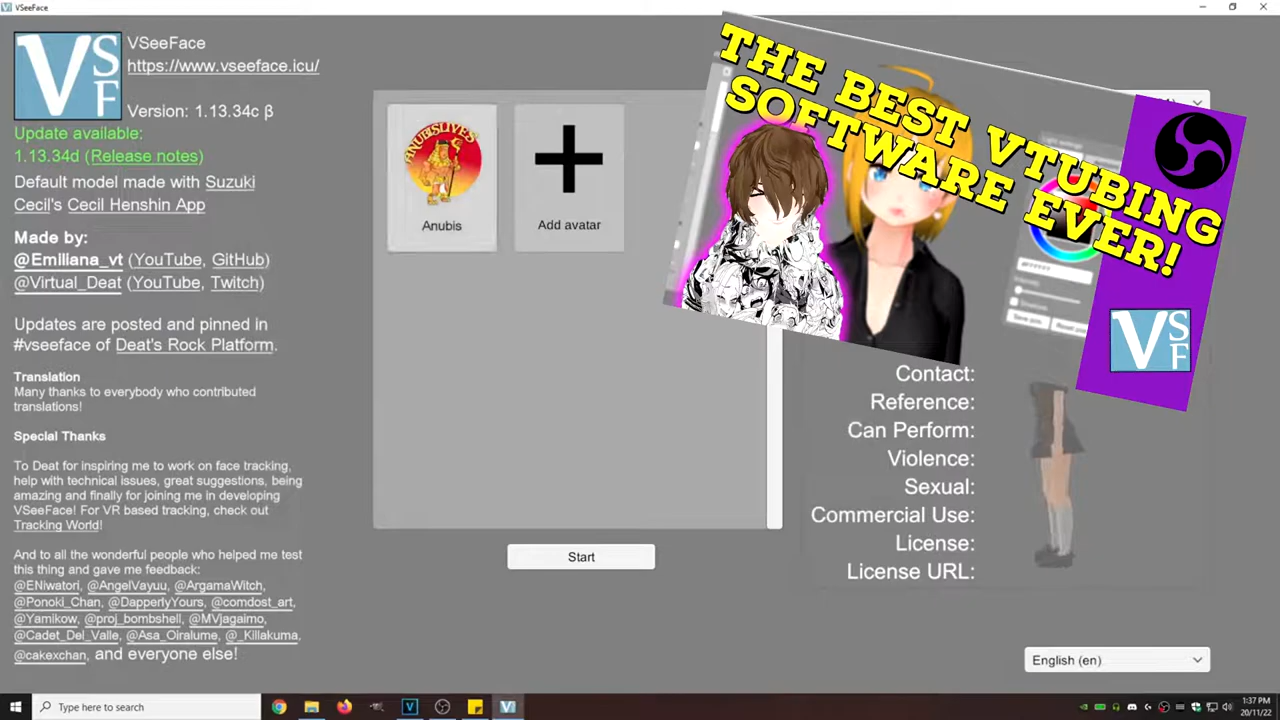 VSeeFace
VSF
VSeeFace
https://www.vseeface.icu/
Version: 1.13.34c β
Update available:
1.13.34d (Release notes)
Default model made with Suzuki
Cecil's Cecil Henshin App
Made by:
@Emiliana_vt (YouTube, GitHub)
@Virtual_Deat (YouTube, Twitch)
Updates are posted and pinned in
#vseeface of Deat's Rock Platform.
Translation
Many thanks to everybody who contributed
translations!
Special Thanks
To Deat for inspiring me to work on face tracking,
help with technical issues, great suggestions, being
amazing and finally for joining me in developing
VSeeFace! For VR based tracking, check out
Tracking World!
And to all the wonderful people who helped me test
this thing and gave me feedback:
@ENiwatori, @AngelVayuu, @ArgamaWitch,
@Ponoki_Chan, @DapperlyYours, @comdost_art,
@Yamikow, @proj_bombshell, @MVjagaimo,
@Cadet_Del_Valle, @Asa_Oiralume, @_Killakuma,
@cakexchan, and everyone else!
ANUBISLIVES
Anubis
Add avatar
Start
THE BEST VTUBING
SOFTWARE EVER!
VSF
Contact:
Reference:
Can Perform:
Violence:
Sexual:
Commercial Use:
License:
License URL:
English (en)
Type here to search
1:37 PM
20/11/22